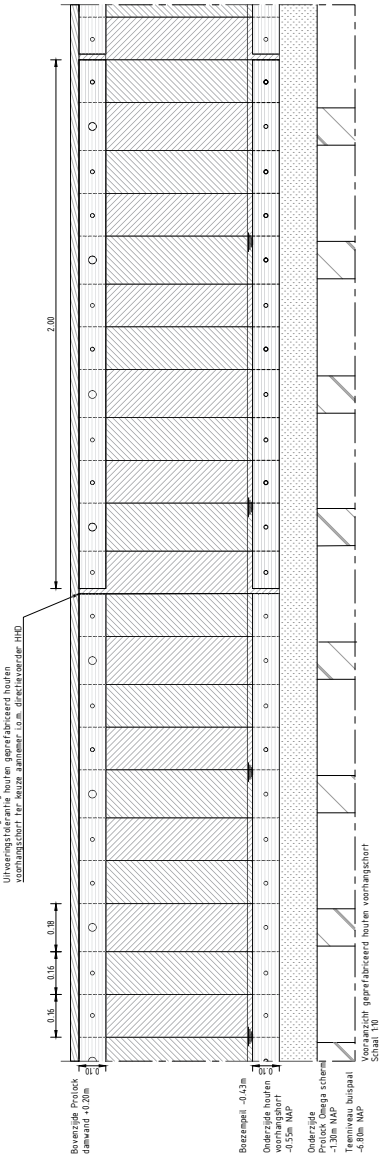 Uitvoeringstolerantie houten geprefabriceerd houten
voorhangschort ter keuze aannemer i.o.m. directievoerder HHD
2.00
0.18
0.16
0.16
0.10
0.10
Bovenzijde Prolock
damwand +0.20m
Boezempeil -0.43m
Onderzijde houten
voorhangshort
-0.55m NAP
Onderzijde
Prolock Omega scherm
-1.30m NAP
Teenniveau buispaal
-6.80m NAP
Vooraanzicht geprefabriceerd houten voorhangschort
Schaal 1:10